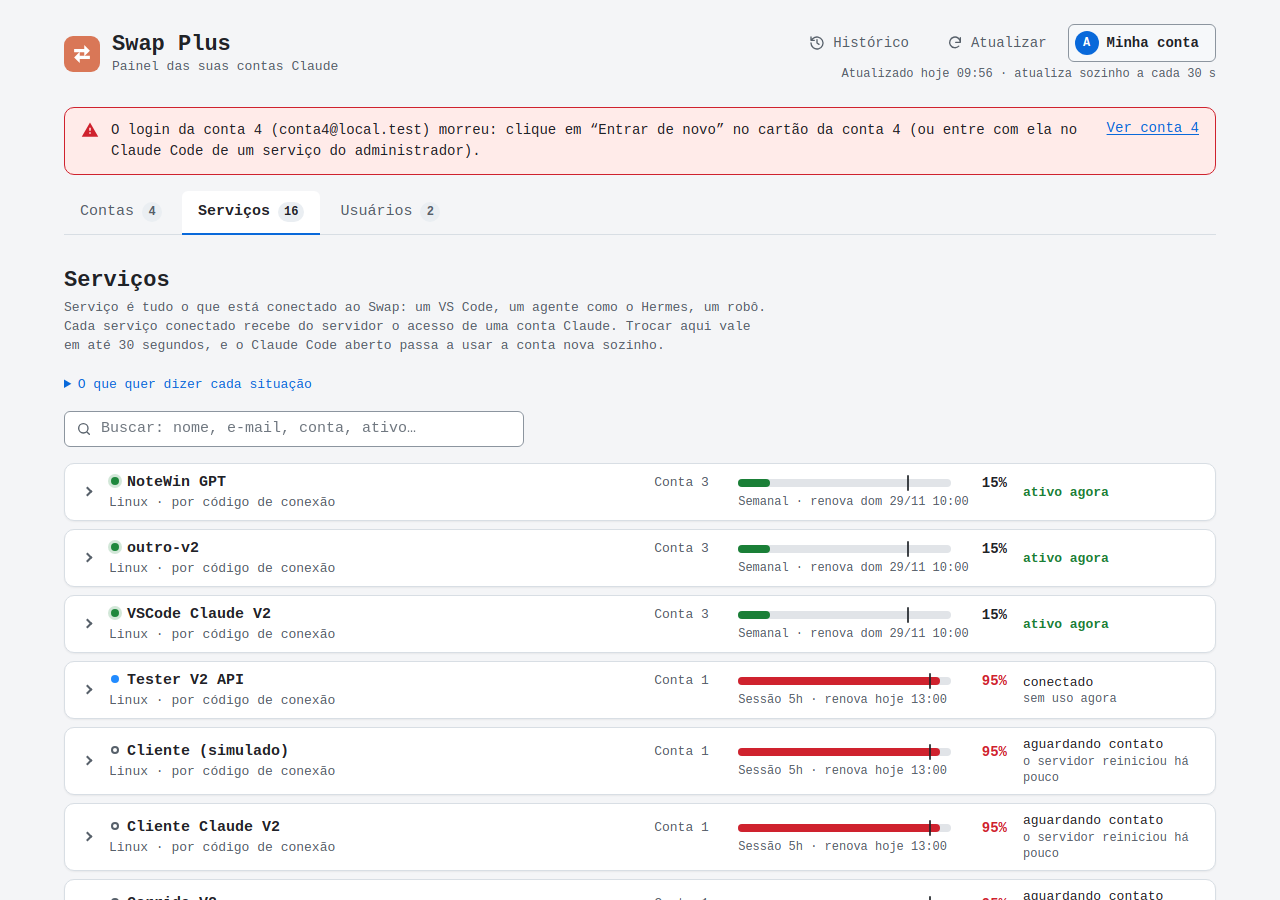 Swap Plus
Painel das suas contas Claude
Histórico
Atualizar
A Minha conta
Atualizado hoje 09:56 · atualiza sozinho a cada 30 s
O login da conta 4 (conta4@local.test) morreu: clique em “Entrar de novo” no cartão da conta 4 (ou entre com ela no
Claude Code de um serviço do administrador).
Ver conta 4
Contas 4
Serviços 16
Usuários 2
Serviços
Serviço é tudo o que está conectado ao Swap: um VS Code, um agente como o Hermes, um robô.
Cada serviço conectado recebe do servidor o acesso de uma conta Claude. Trocar aqui vale
em até 30 segundos, e o Claude Code aberto passa a usar a conta nova sozinho.
O que quer dizer cada situação
Buscar: nome, e-mail, conta, ativo…
NoteWin GPT
Linux · por código de conexão
Conta 3
15%
Semanal · renova dom 29/11 10:00
ativo agora
outro-v2
Linux · por código de conexão
Conta 3
15%
Semanal · renova dom 29/11 10:00
ativo agora
VSCode Claude V2
Linux · por código de conexão
Conta 3
15%
Semanal · renova dom 29/11 10:00
ativo agora
Tester V2 API
Linux · por código de conexão
Conta 1
95%
Sessão 5h · renova hoje 13:00
conectado
sem uso agora
Cliente (simulado)
Linux · por código de conexão
Conta 1
95%
Sessão 5h · renova hoje 13:00
aguardando contato
o servidor reiniciou há
pouco
Cliente Claude V2
Linux · por código de conexão
Conta 1
95%
Sessão 5h · renova hoje 13:00
aguardando contato
o servidor reiniciou há
pouco
aguardando contato